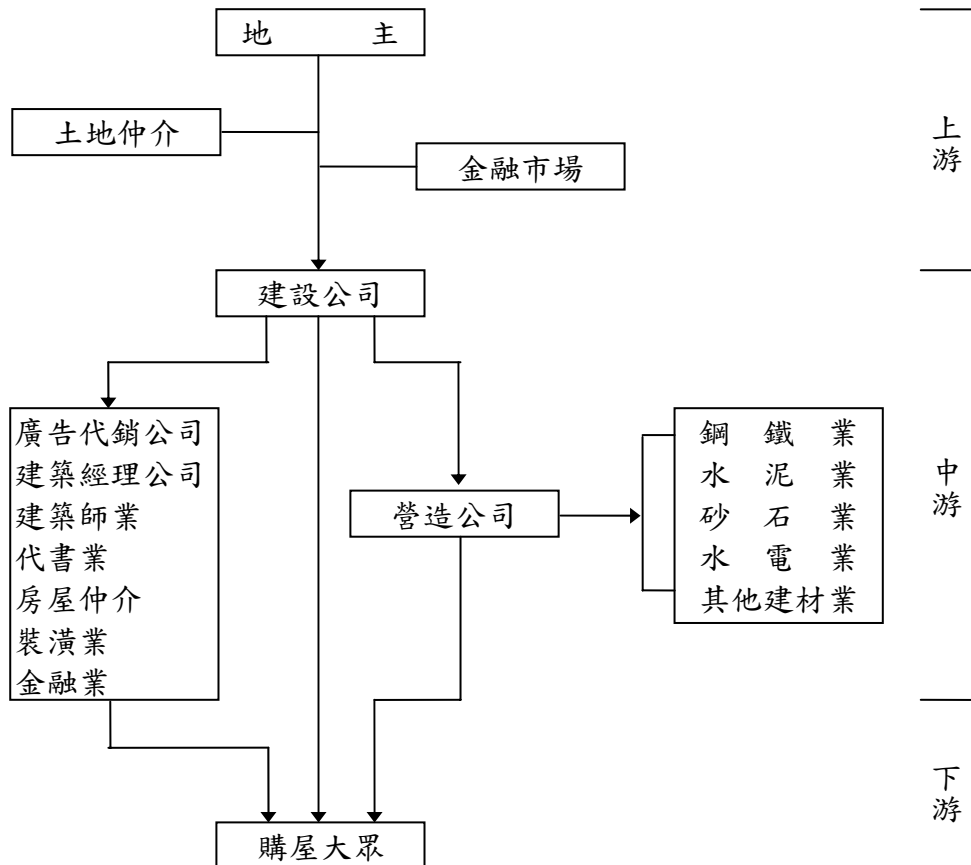 地主
土地仲介
金融市場
上游
建設公司
廣告代銷公司
建築經理公司
建築師業
代書業
房屋仲介
裝潢業
金融業
營造公司
鋼鐵業
水泥業
砂石業
水電業
其他建材業
中游
購屋大眾
下游